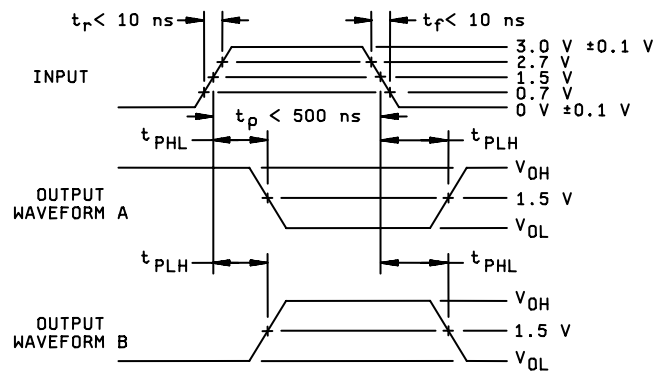 tr< 10 ns
tf< 10 ns
3.0 V ±0.1 V
2.7 V
INPUT
1.5 V
0.7 V
tp < 500 ns
0 V ±0.1 V
tPHL
tPLH
VOH
OUTPUT
WAVEFORM A
1.5 V
VOL
tPLH
tPHL
VOH
OUTPUT
WAVEFORM B
1.5 V
VOL